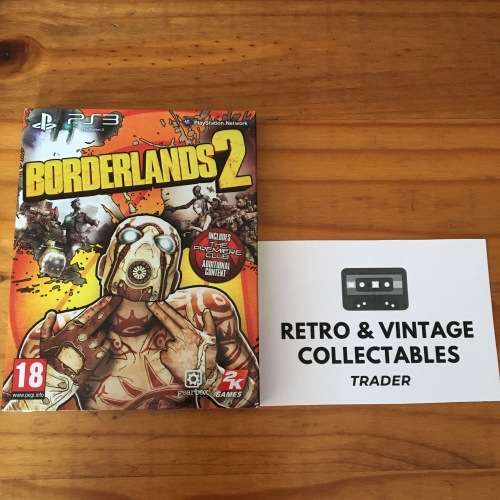 PS3
PlayStation Network
BORDERLANDS 2
INCLUDES
THE
PREMIERE
CLUB
ADDITIONAL
CONTENT
18
www.pegi.info
gearbox
2K
GAMES
RETRO & VINTAGE
COLLECTABLES
TRADER